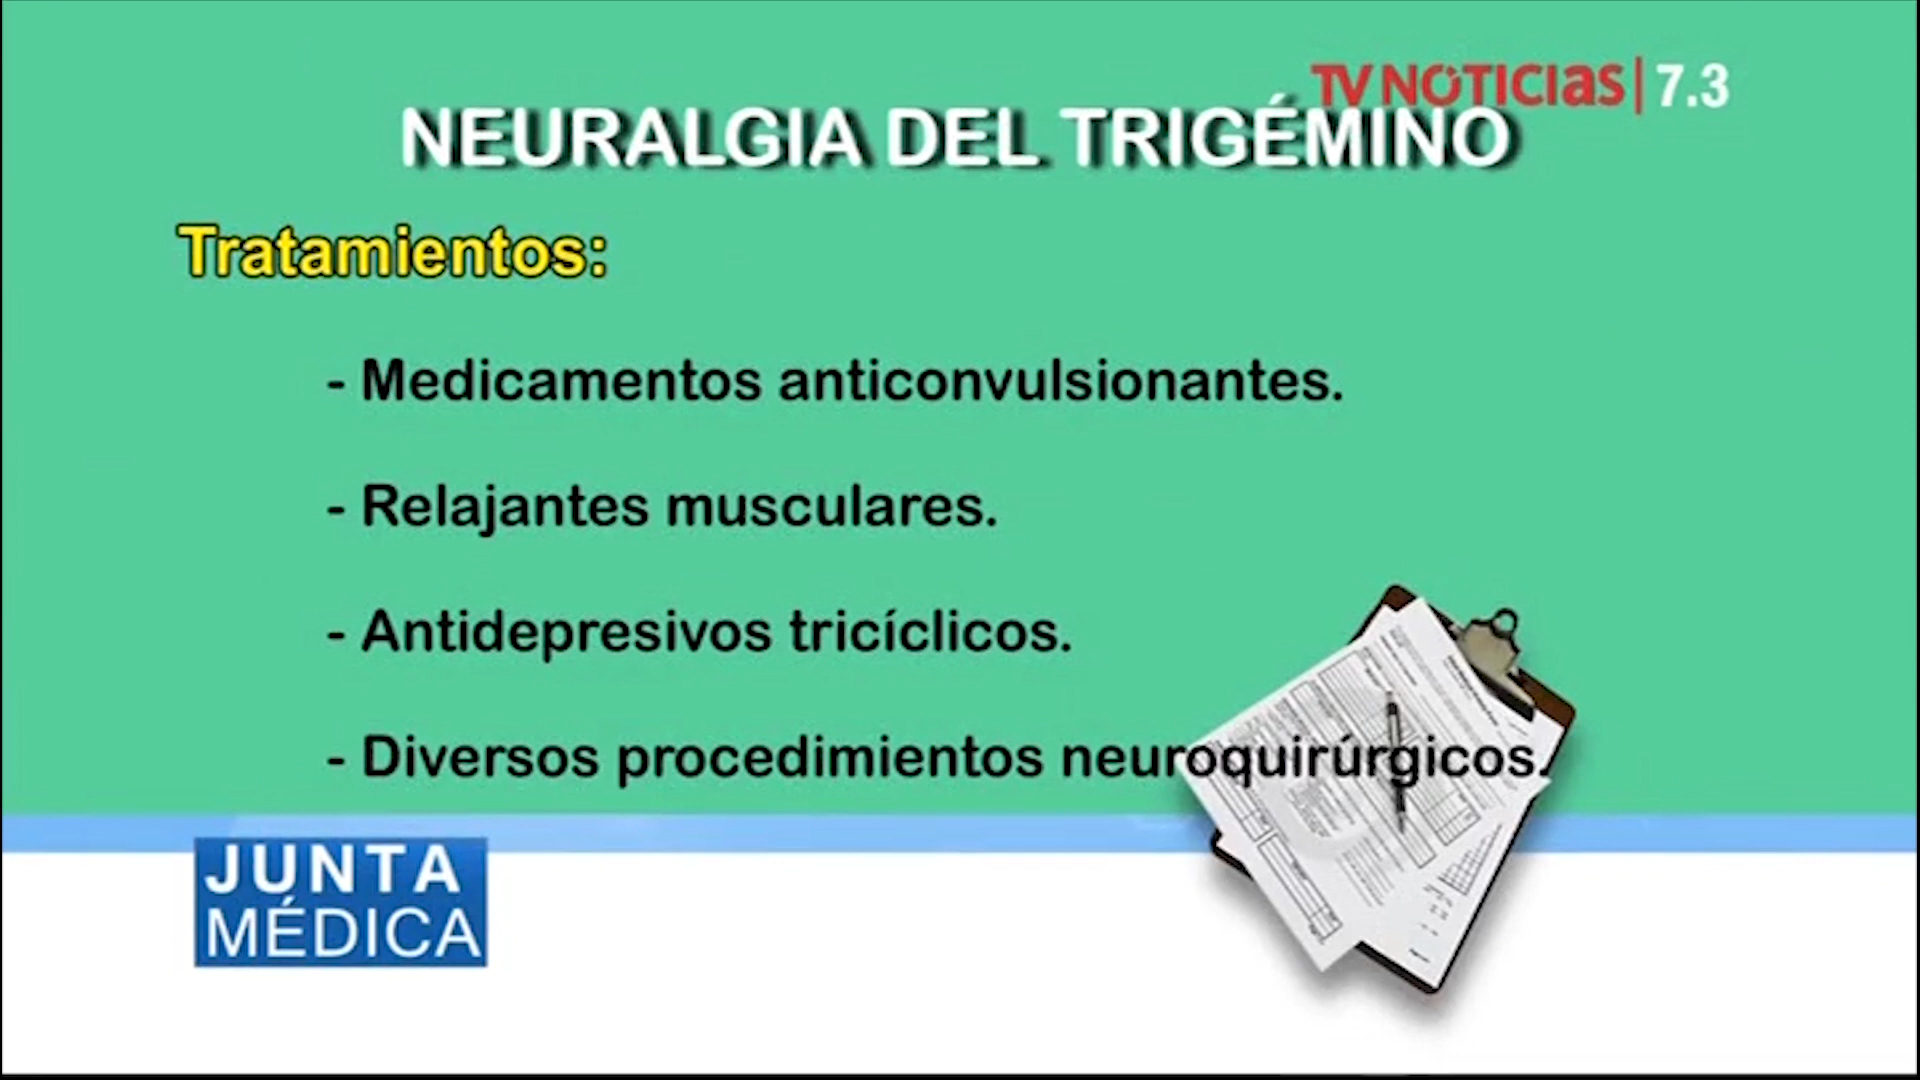 TV NOTICIAS | 7.3
NEURALGIA DEL TRIGÉMINO
Tratamientos:
- Medicamentos anticonvulsionantes.
- Relajantes musculares.
- Antidepresivos tricíclicos.
- Diversos procedimientos neuroquirúrgicos.
JUNTA
MÉDICA